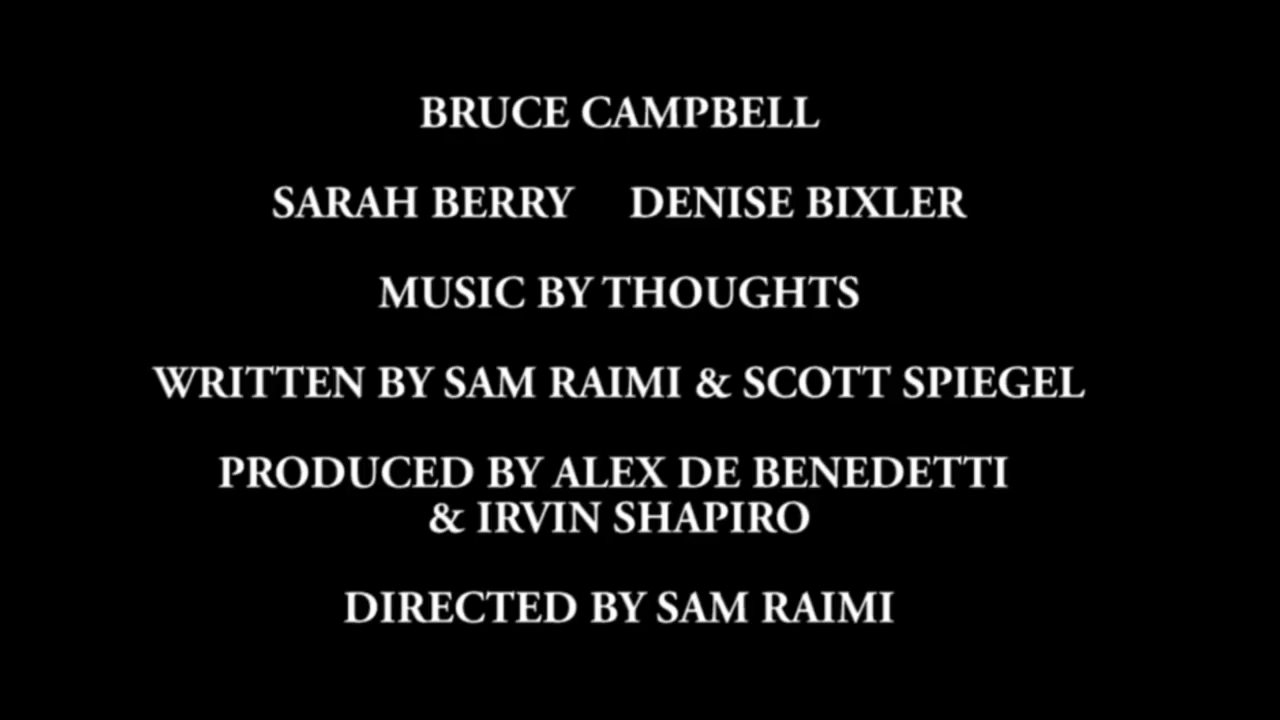 BRUCE CAMPBELL
SARAH BERRY DENISE BIXLER
MUSIC BY THOUGHTS
WRITTEN BY SAM RAIMI & SCOTT SPIEGEL
PRODUCED BY ALEX DE BENEDETTI
& IRVIN SHAPIRO
DIRECTED BY SAM RAIMI